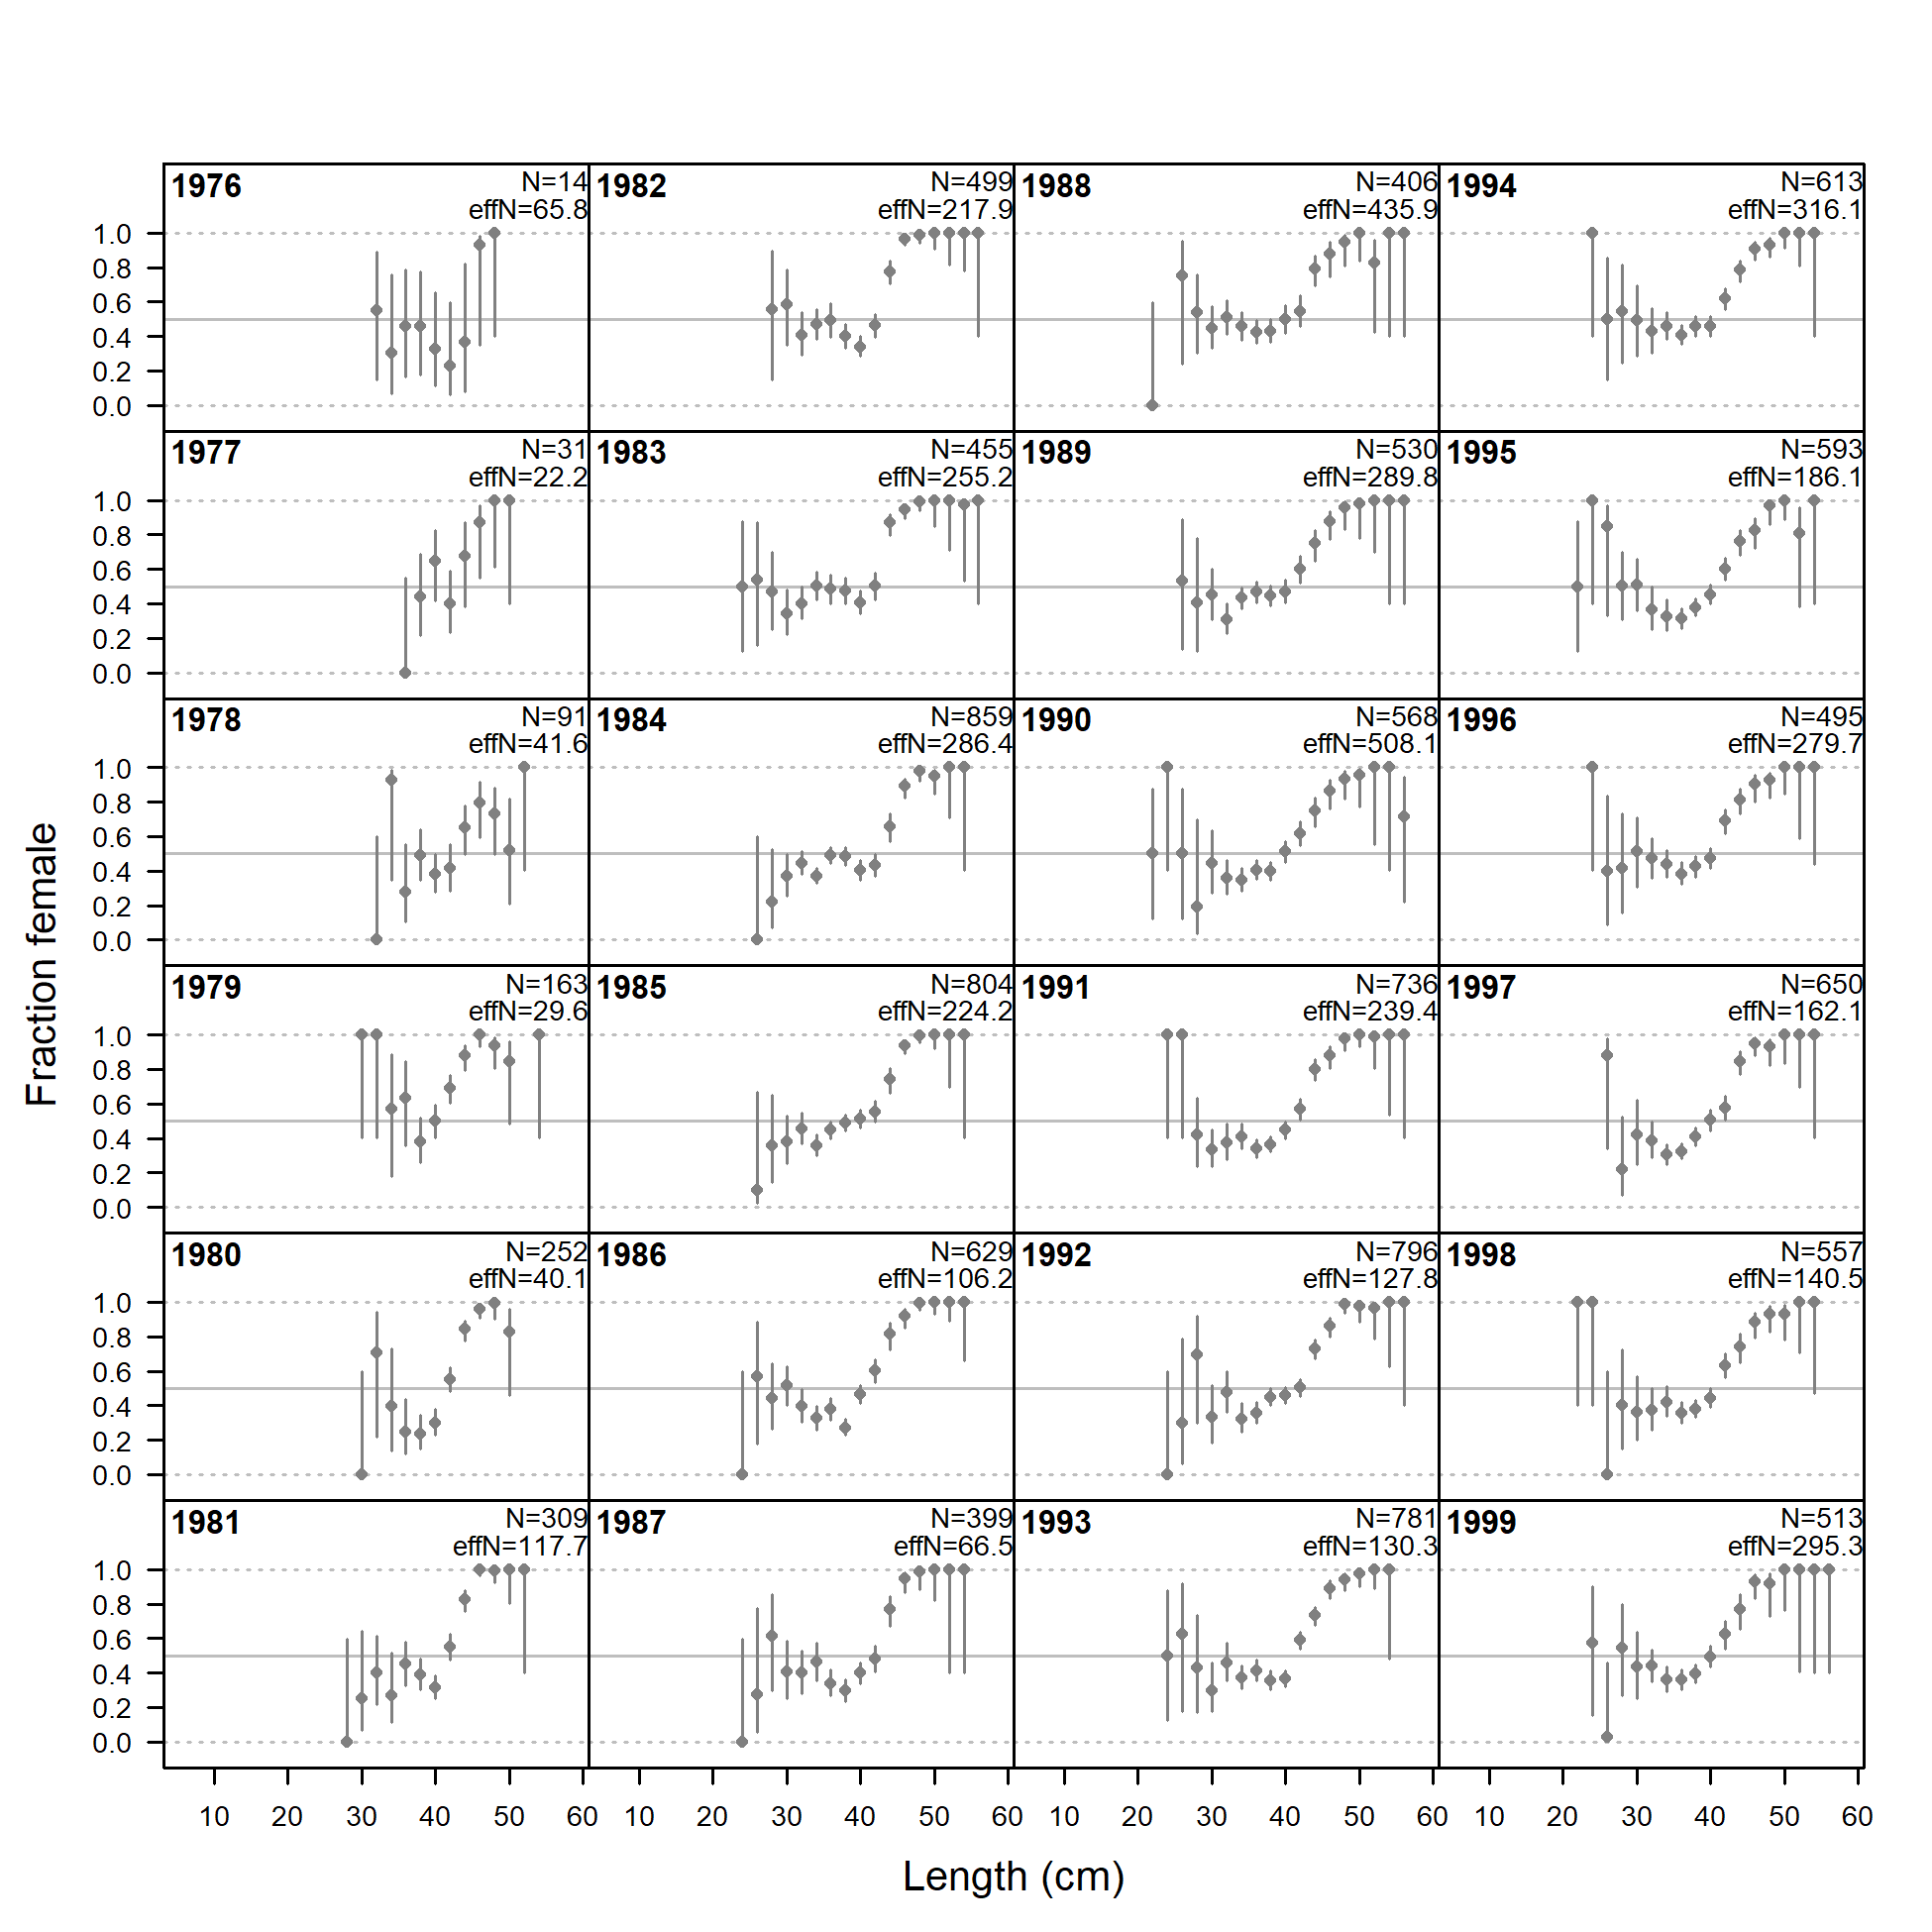 1976 N=14 1982 N=499 1988 N=406 1994 N=613
effN=65.8 effN=217.9 effN=435.9 effN=316.1
1.0
0.8
0.6
0.4
0.2
0.0
1977 N=31 1983 N=455 1989 N=530 1995 N=593
effN=22.2 effN=255.2 effN=289.8 effN=186.1
1.0
0.8
0.6
0.4
0.2
0.0
1978 N=91 1984 N=859 1990 N=568 1996 N=495
effN=41.6 effN=286.4 effN=508.1 effN=279.7
1.0
0.8
0.6
0.4
0.2
0.0
Fraction female
1979 N=163 1985 N=804 1991 N=736 1997 N=650
effN=29.6 effN=224.2 effN=239.4 effN=162.1
1.0
0.8
0.6
0.4
0.2
0.0
1980 N=252 1986 N=629 1992 N=796 1998 N=557
effN=40.1 effN=106.2 effN=127.8 effN=140.5
1.0
0.8
0.6
0.4
0.2
0.0
1981 N=309 1987 N=399 1993 N=781 1999 N=513
effN=117.7 effN=66.5 effN=130.3 effN=295.3
1.0
0.8
0.6
0.4
0.2
0.0
10 20 30 40 50 60 10 20 30 40 50 60 10 20 30 40 50 60 10 20 30 40 50 60
Length (cm)